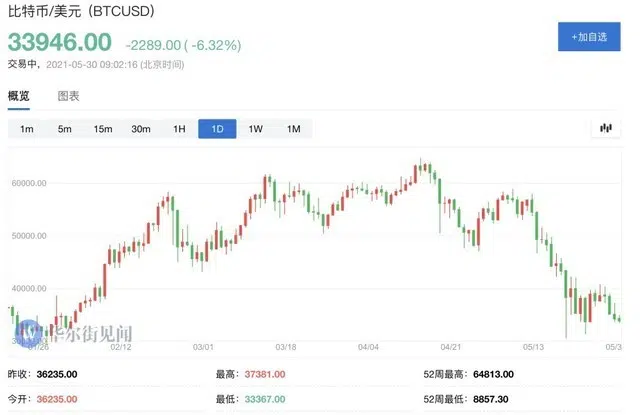 比特币/美元（BTCUSD）
33946.00 -2289.00 ( -6.32%)
+加自选
交易中，2021-05-30 09:02:16 (北京时间)
概览 图表
1m 5m 15m 30m 1H 1D 1W 1M
60000.00
50000.00
40000.00
华尔街见闻
02/12 03/01 03/18 04/04 04/21 05/13 05/3
昨收：36235.00 最高：37381.00 52周最高：64813.00
今开：36235.00 最低：33367.00 52周最低：8857.30